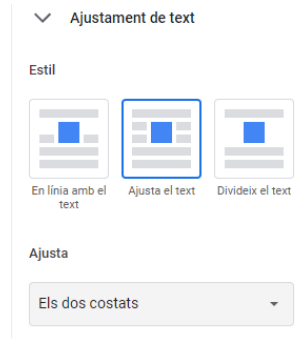 Ajustament de text
Estil
En línia amb el
text
Ajusta el text
Divideix el text
Ajusta
Els dos costats